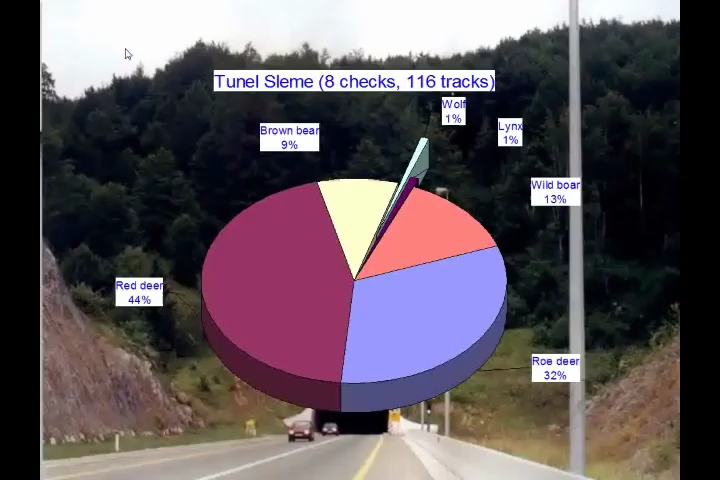 Tunel Sleme (8 checks, 116 tracks)
Wolf
1%
Lynx
1%
Brown bear
9%
Wild boar
13%
Red deer
44%
Roe deer
32%